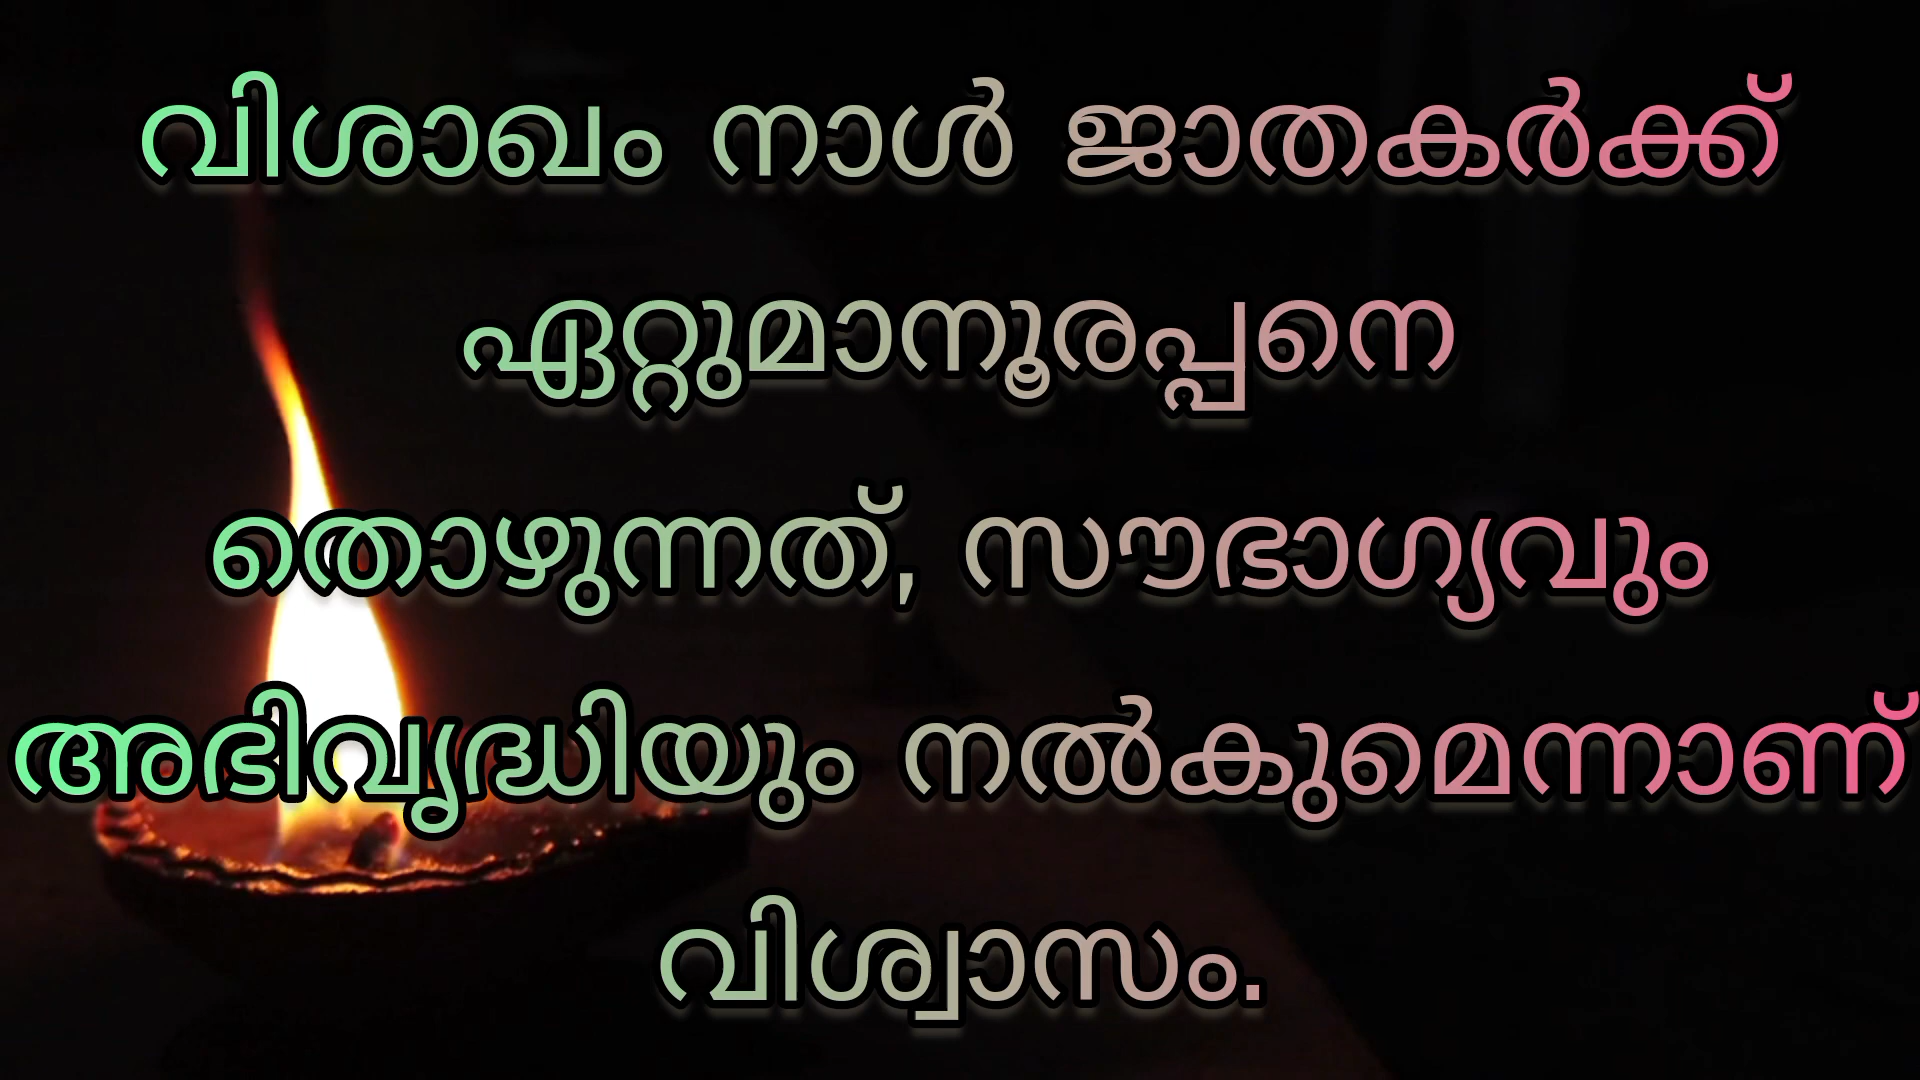 വിശാഖം നാൾ ജാതകർക്ക്
ഏറ്റുമാനൂരപ്പനെ
തൊഴുന്നത്, സൗഭാഗ്യവും
അഭിവൃദ്ധിയും നൽകുമെന്നാണ്
വിശ്വാസം.